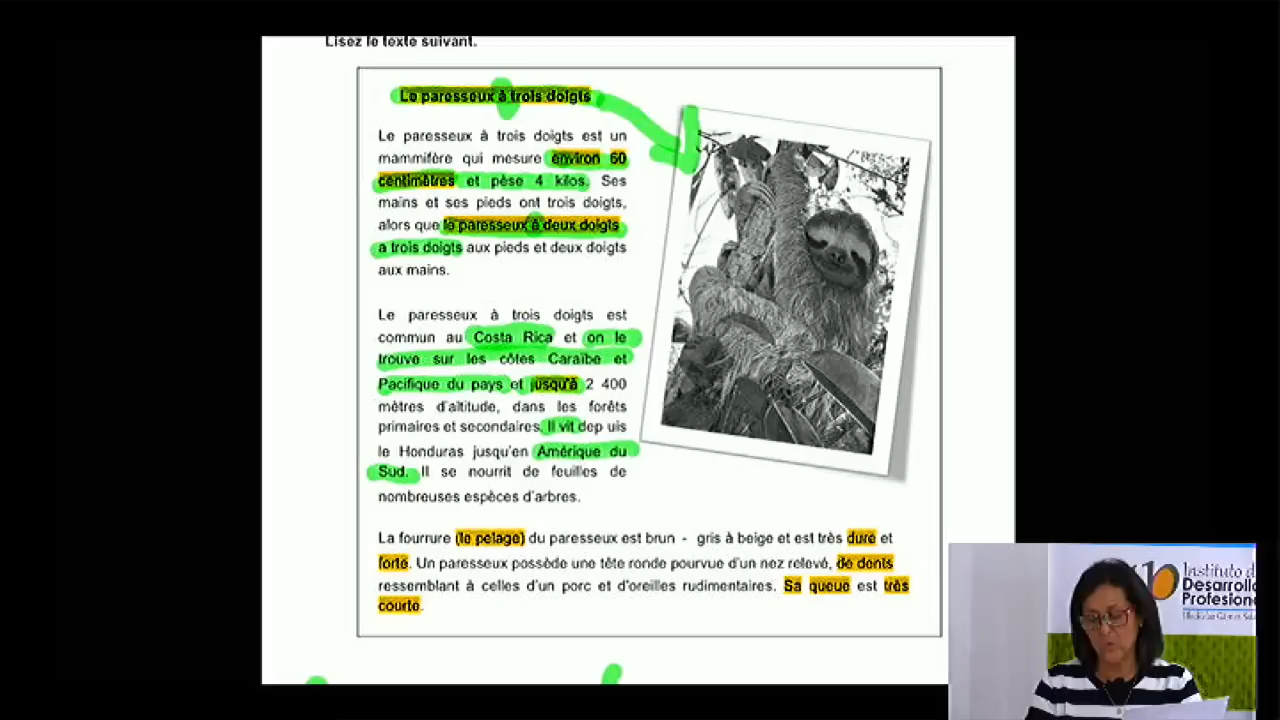 Lisez le texte suivant.
Le paresseux à trois doigts
Le paresseux à trois doigts est un
mammifère qui mesure environ 60
centimètres et pèse 4 kilos. Ses
mains et ses pieds ont trois doigts,
alors que le paresseux à deux doigts
a trois doigts aux pieds et deux doigts
aux mains.
Le paresseux à trois doigts est
commun au Costa Rica et on le
trouve sur les côtes Caraïbe et
Pacifique du pays et jusqu'à 2 400
mètres d'altitude, dans les forêts
primaires et secondaires. Il vit dep uis
le Honduras jusqu'en Amérique du
Sud. Il se nourrit de feuilles de
nombreuses espèces d'arbres.
La fourrure (le pelage) du paresseux est brun - gris à beige et est très dure et
forte. Un paresseux possède une tête ronde pourvue d'un nez relevé, de dents
ressemblant à celles d'un porc et d'oreilles rudimentaires. Sa queue est très
courte.
Instituto d
Desarroll
Profesion